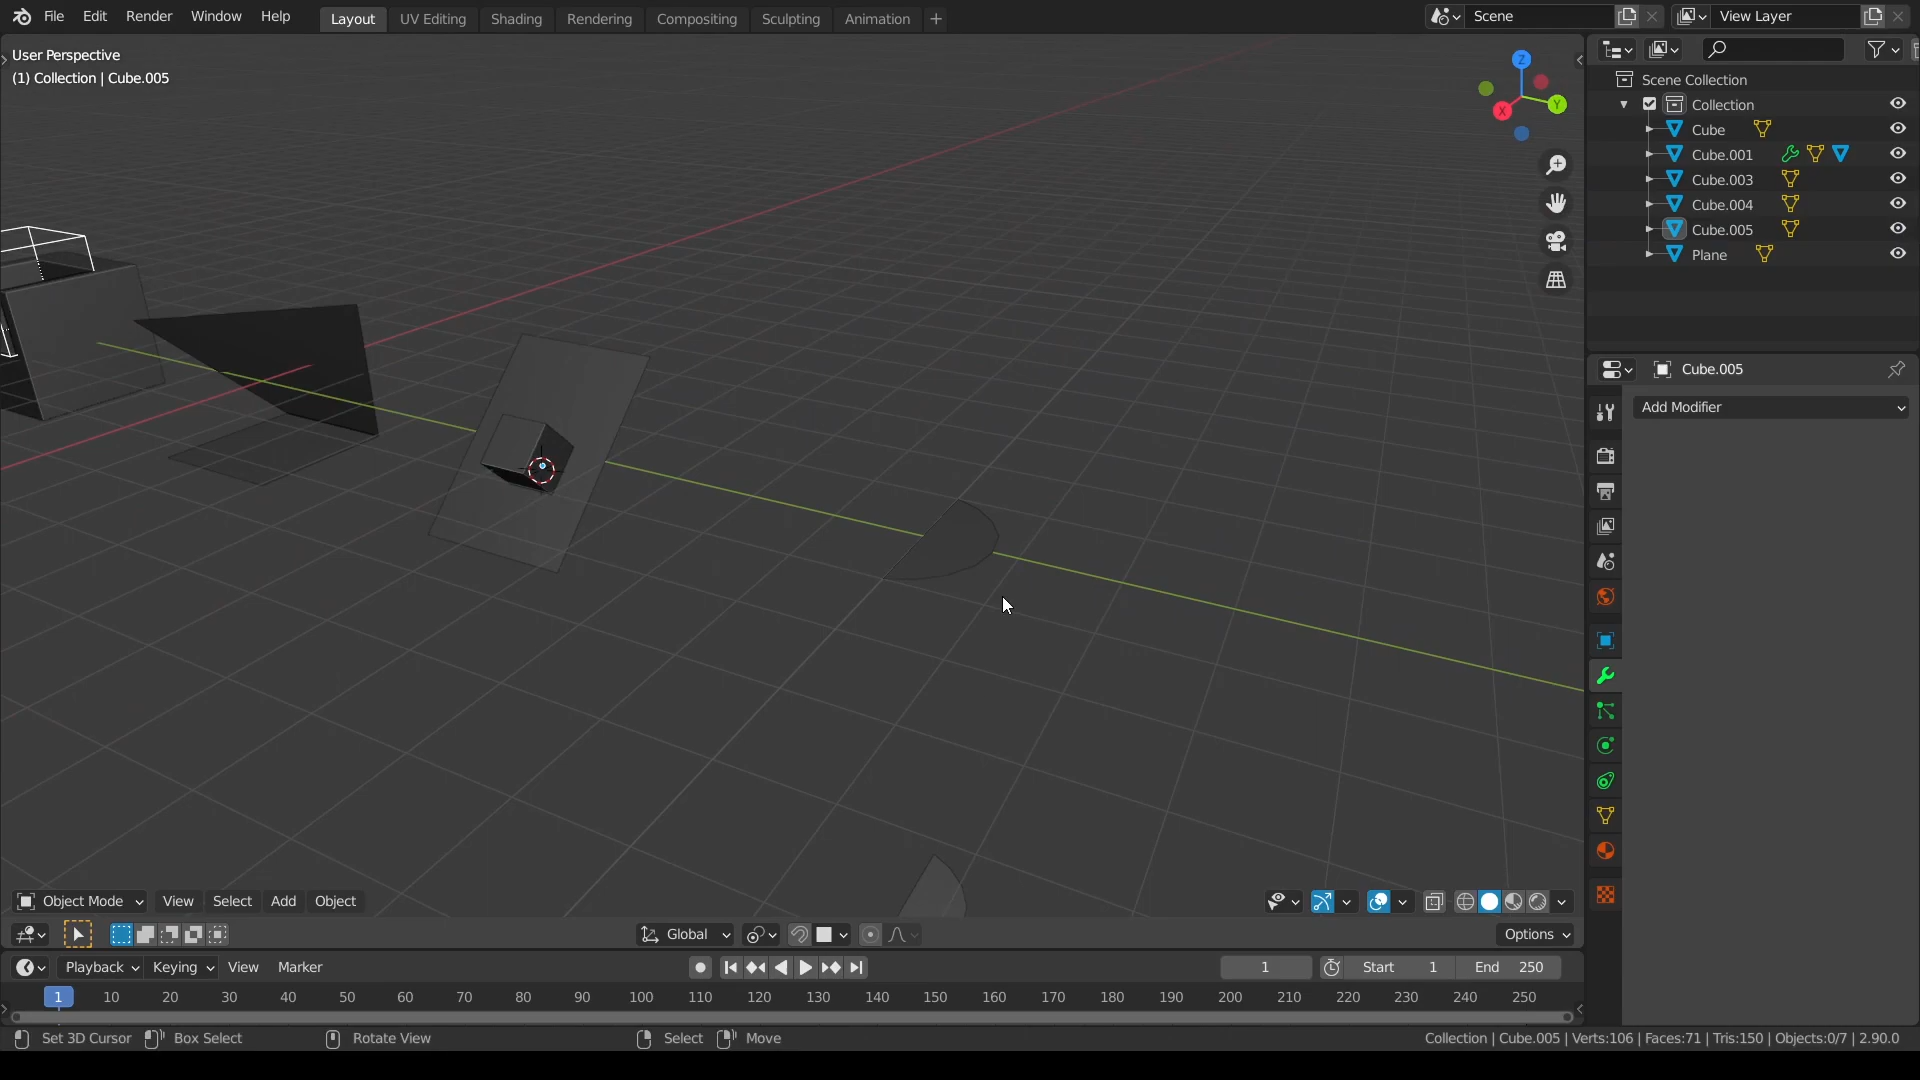 File Edit Render Window Help Layout UV Editing Shading Rendering Compositing Sculpting Animation + Scene View Layer
User Perspective
(1) Collection | Cube.005
Z
X
Y
Scene Collection
Collection
Cube
Cube.001
Cube.003
Cube.004
Cube.005
Plane
Cube.005
Add Modifier
Object Mode View Select Add Object
Global Options
Playback Keying View Marker 1 Start 1 End 250
1 10 20 30 40 50 60 70 80 90 100 110 120 130 140 150 160 170 180 190 200 210 220 230 240 250
Set 3D Cursor Box Select Rotate View Select Move Collection | Cube.005 | Verts:106 | Faces:71 | Tris:150 | Objects:0/7 | 2.90.0